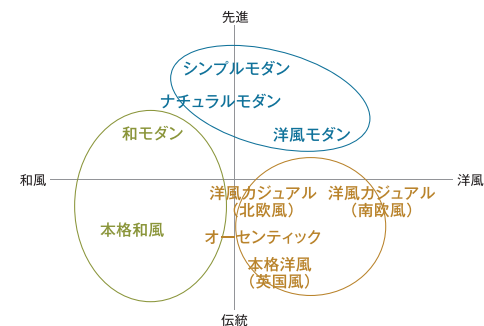 先進
シンプルモダン
ナチュラルモダン
洋風モダン
和モダン
和風
洋風
洋風カジュアル
（北欧風）
洋風カジュアル
（南欧風）
本格和風
オーセンティック
本格洋風
（英国風）
伝統